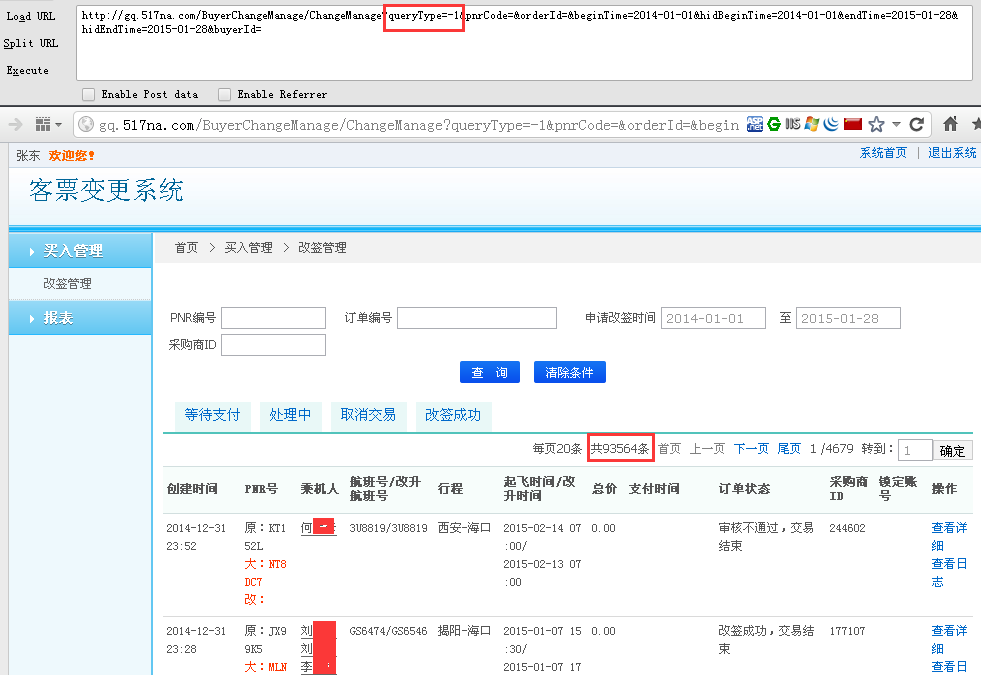 Load URL
Split URL
Execute
http://gq.517na.com/BuyerChangeManage/ChangeManage?queryType=-1&pnrCode=&orderId=&beginTime=2014-01-01&hidBeginTime=2014-01-01&endTime=2015-01-28&
hidEndTime=2015-01-28&buyerId=
Enable Post data Enable Referrer
gq.517na.com/BuyerChangeManage/ChangeManage?queryType=-1&pnrCode=&orderId=&begin
张东 欢迎您! 系统首页 | 退出系统
客票变更系统
买入管理
改签管理
报表
首页 > 买入管理 > 改签管理
PNR编号 订单编号 申请改签时间 2014-01-01 至 2015-01-28
采购商ID
查 询 清除条件
等待支付 处理中 取消交易 改签成功
每页20条 共93564条 首页 上一页 下一页 尾页 1 /4679 转到: 1 确定
创建时间 PNR号 乘机人 航班号/改升航班号 行程 起飞时间/改升时间 总价 支付时间 订单状态 采购商ID 锁定账号 操作
2014-12-31 原:KT1 何 3U8819/3U8819 西安-海口 2015-02-14 07 0.00 审核不通过,交易 244602 查看详
23:52 52L :00/ 结束 细
大:NT8 2015-02-13 07 查看日
DC7 :00 志
改:
2014-12-31 原:JX9 刘 GS6474/GS6546 揭阳-海口 2015-01-07 15 0.00 改签成功,交易结 177107 查看详
23:28 9K5 刘 :30/ 束 细
大:MLN 李 2015-01-07 17 查看日